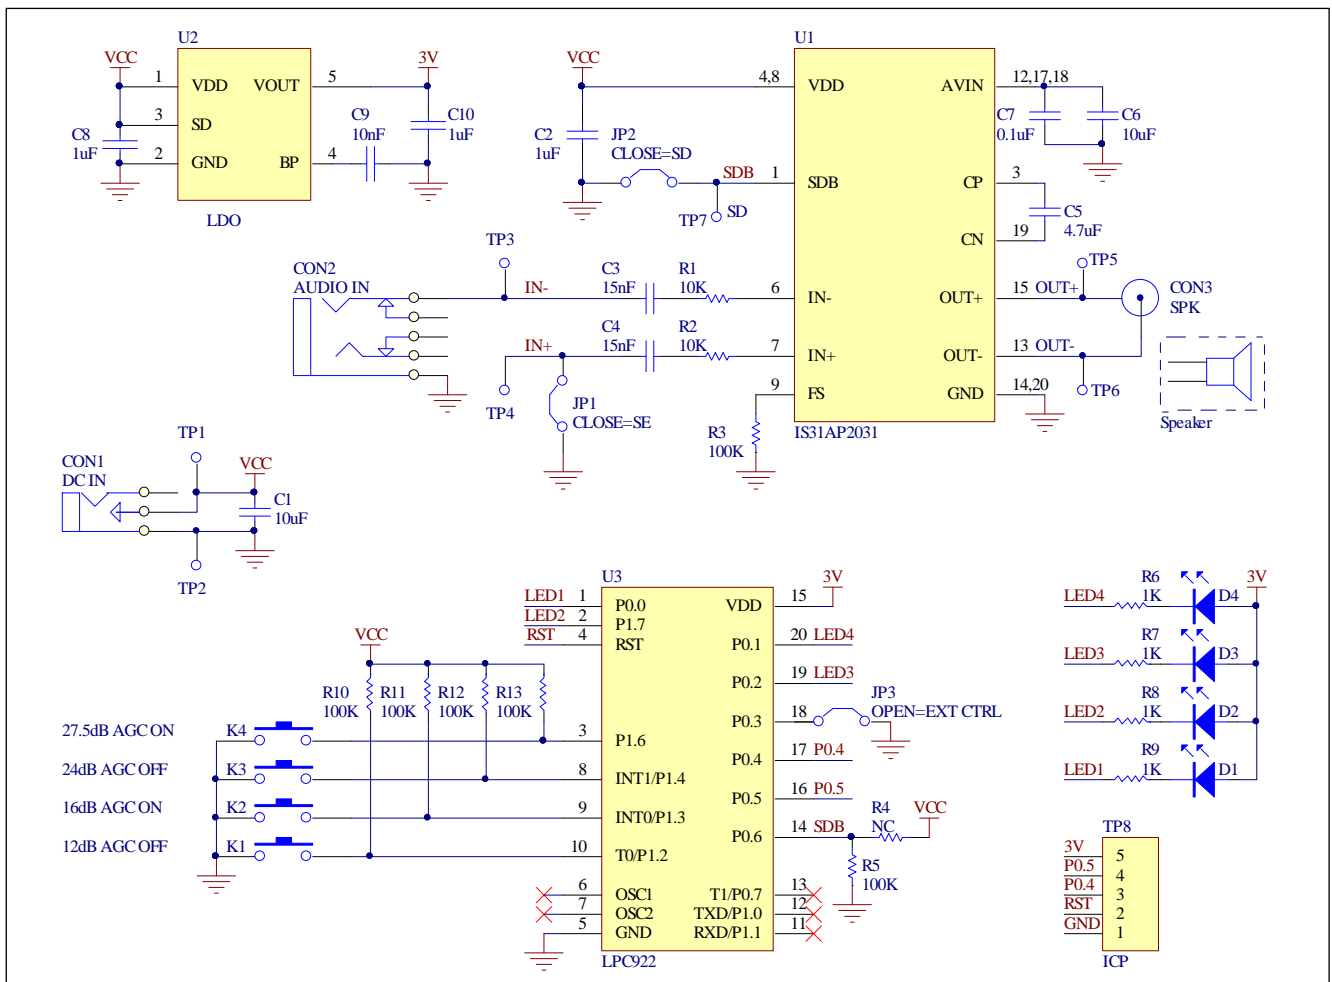 U2
VCC
1
VDD
VOUT
5
3V
3
SD
C8
1uF
2
GND
BP
4
C9
10nF
C10
1uF
LDO
VCC
C2
1uF
JP2
CLOSE=SD
SDB
TP7
SD
U1
4,8
VDD
AVIN
12,17,18
C7
0.1uF
C6
10uF
1
SDB
CP
3
C5
4.7uF
CN
19
CON2
AUDIO IN
TP3
IN-
C3
15nF
R1
10K
6
IN-
OUT+
15
OUT+
TP5
CON3
SPK
IN+
C4
15nF
R2
10K
7
IN+
OUT-
13
OUT-
TP6
TP4
JP1
CLOSE=SE
9
FS
GND
14,20
R3
100K
IS31AP2031
Speaker
CON1
DC IN
TP1
VCC
C1
10uF
TP2
U3
LED1
1
P0.0
LED2
2
P1.7
RST
4
RST
VDD
15
3V
P0.1
20
LED4
P0.2
19
LED3
P0.3
18
JP3
OPEN=EXT CTRL
P0.4
17
P0.4
P0.5
16
P0.5
P0.6
14
SDB
R4
NC
VCC
R5
100K
VCC
R10
100K
R11
100K
R12
100K
R13
100K
27.5dB AGC ON
K4
3
P1.6
24dB AGC OFF
K3
8
INT1/P1.4
16dB AGC ON
K2
9
INT0/P1.3
12dB AGC OFF
K1
10
T0/P1.2
6
OSC1
7
OSC2
5
GND
T1/P0.7
13
TXD/P1.0
12
RXD/P1.1
11
LPC922
LED4
R6
1K
D4
3V
LED3
R7
1K
D3
LED2
R8
1K
D2
LED1
R9
1K
D1
TP8
3V
5
P0.5
4
P0.4
3
RST
2
GND
1
ICP